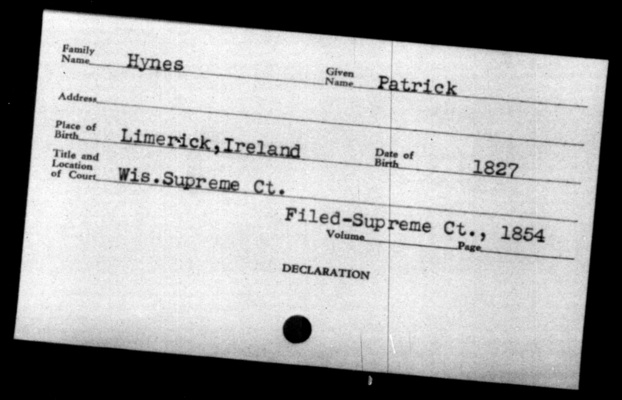 Family Name Hynes Given Name Patrick
Address
Place of Birth Limerick,Ireland Date of Birth 1827
Title and Location of Court Wis.Supreme Ct.
Filed-Supreme Ct., 1854
Volume Page
DECLARATION